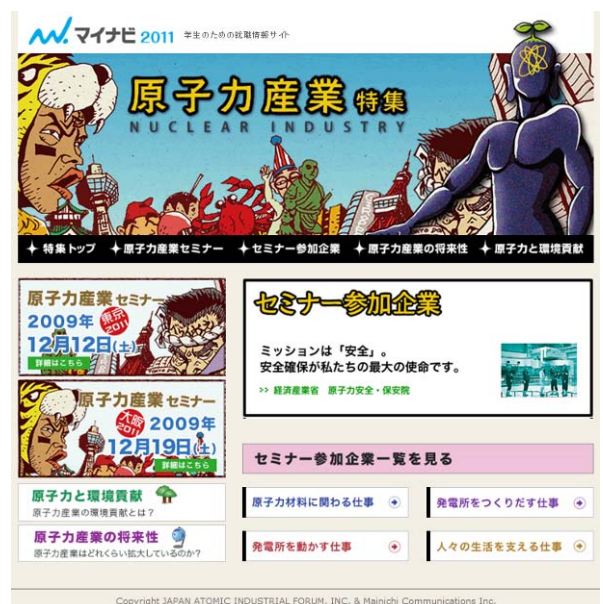 マイナビ 2011 学生のための就職情報サイト
原子力産業 特集
NUCLEAR INDUSTRY
特集トップ 原子力産業セミナー セミナー参加企業 原子力産業の将来性 原子力と環境貢献
原子力産業 セミナー
2009年 東京 2011
12月12日(土)
詳細はこちら
原子力産業 セミナー
大阪 2011 2009年
12月19日(土)
詳細はこちら
原子力と環境貢献
原子力産業の環境貢献とは?
原子力産業の将来性
原子力産業はどれくらい拡大しているのか?
セミナー参加企業
ミッションは「安全」。
安全確保が私たちの最大の使命です。
>> 経済産業省 原子力安全・保安院
セミナー参加企業一覧を見る
原子力材料に関わる仕事
発電所をつくりだす仕事
発電所を動かす仕事
人々の生活を支える仕事
Copyright JAPAN ATOMIC INDUSTRIAL FORUM, INC. & Mainichi Communications Inc.